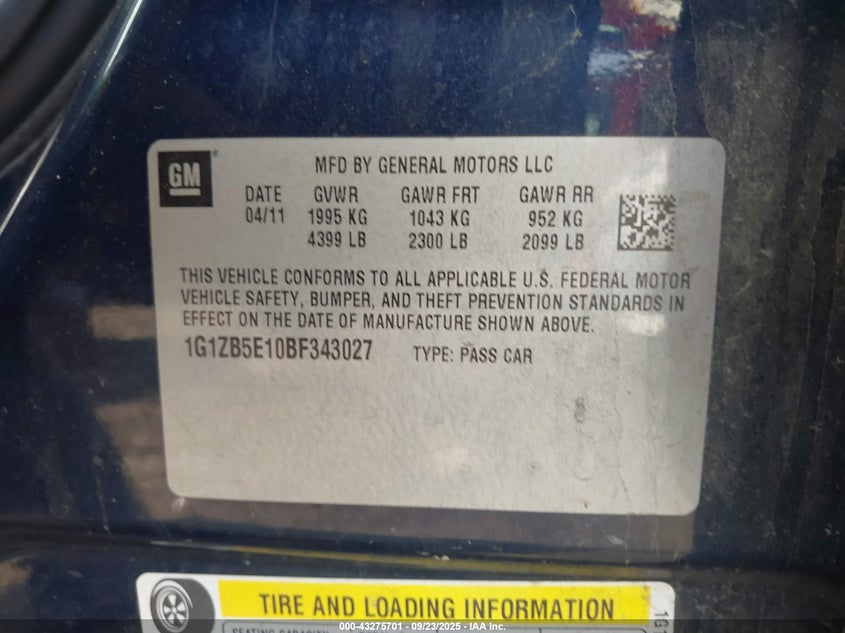 GM
MFD BY GENERAL MOTORS LLC
DATE GVWR GAWR FRT GAWR RR
04/11 1995 KG 1043 KG 952 KG
4399 LB 2300 LB 2099 LB
THIS VEHICLE CONFORMS TO ALL APPLICABLE U.S. FEDERAL MOTOR
VEHICLE SAFETY, BUMPER, AND THEFT PREVENTION STANDARDS IN
EFFECT ON THE DATE OF MANUFACTURE SHOWN ABOVE.
1G1ZB5E10BF343027 TYPE: PASS CAR
TIRE AND LOADING INFORMATION
SEATING CAPACITY
000-43275701 - 09/23/2025 - IAA Inc.